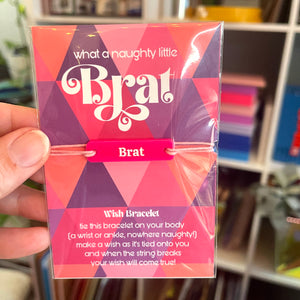 what a naughty little
Brat
Brat
Wish Bracelet
tie this bracelet on your body
(a wrist or ankle, nowhere naughty!)
make a wish as it's tied onto you
and when the string breaks
your wish will come true!